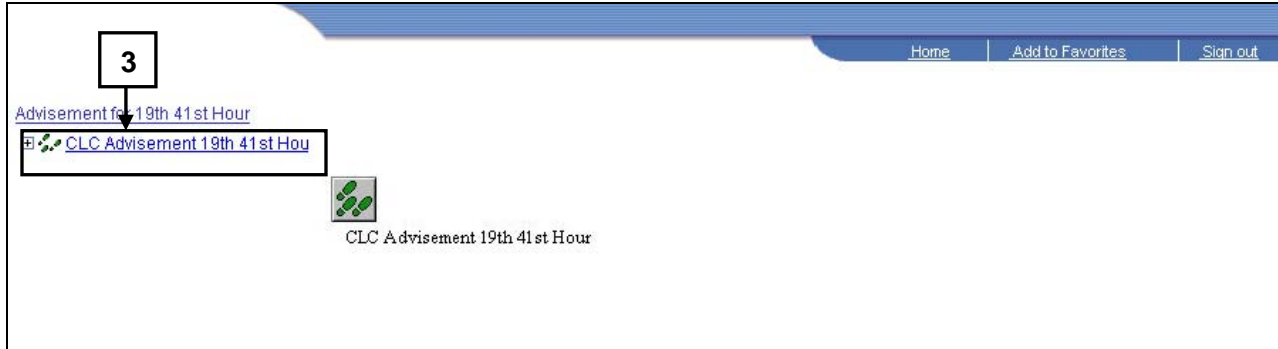 Home Add to Favorites Sign out
3
Advisement for 19th 41st Hour
CLC Advisement 19th 41st Hou
CLC Advisement 19th 41st Hour